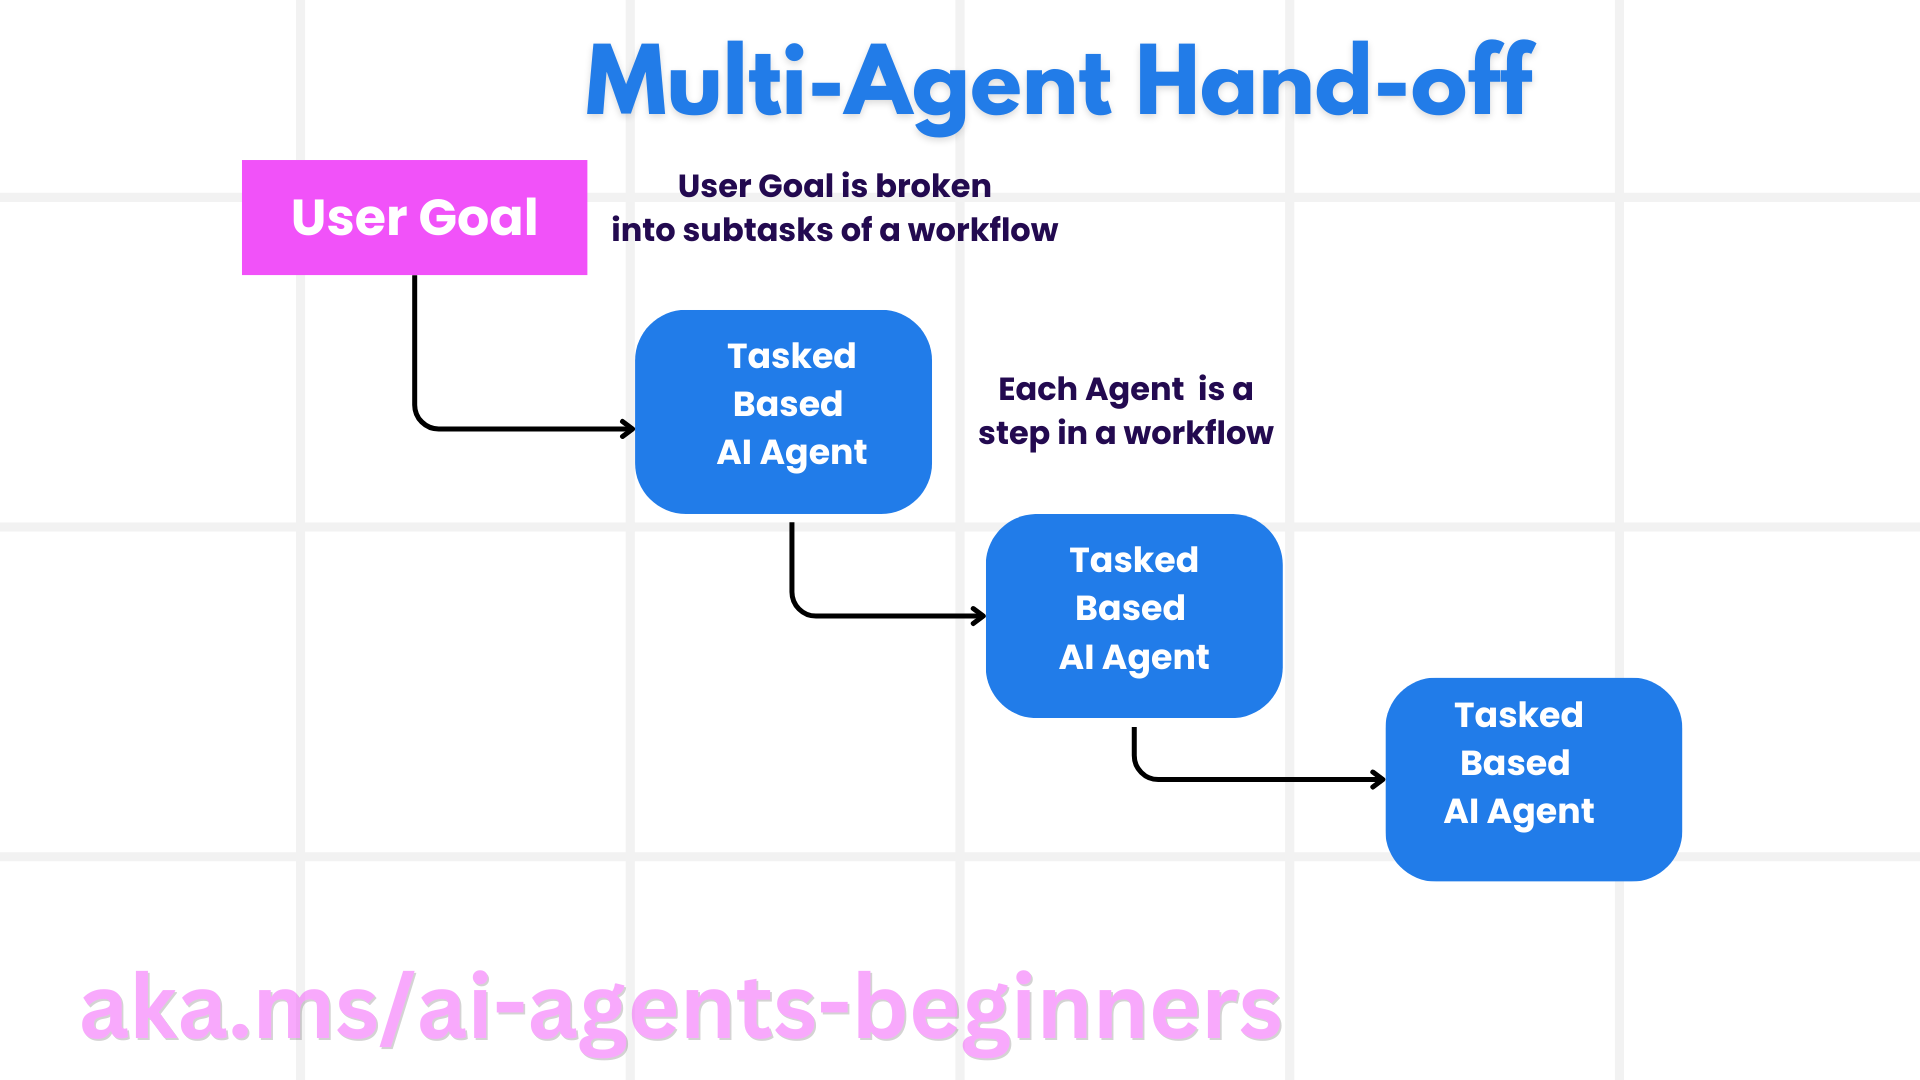 Multi-Agent Hand-off
User Goal
User Goal is broken
into subtasks of a workflow
Tasked
Based
AI Agent
Each Agent  is a
step in a workflow
Tasked
Based
AI Agent
Tasked
Based
AI Agent
aka.ms/ai-agents-beginners